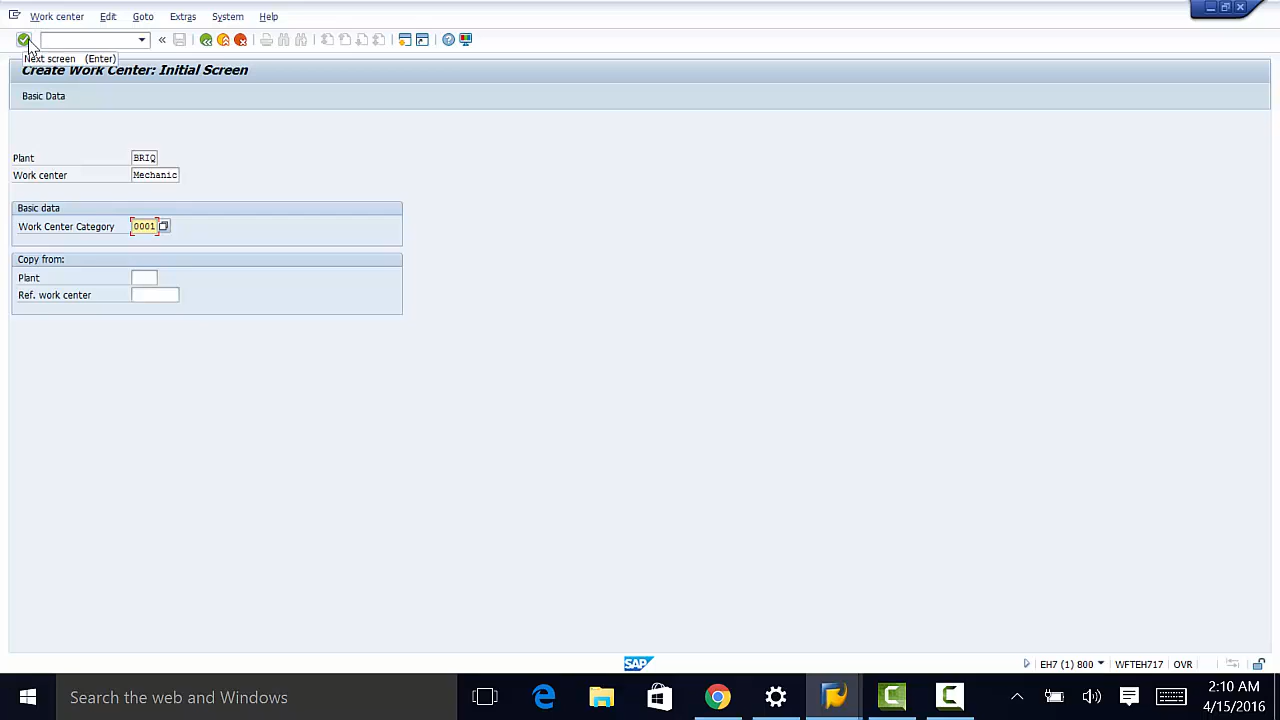 Work center Edit Goto Extras System Help
Next screen (Enter)
Create Work Center: Initial Screen
Basic Data
Plant BRIQ
Work center Mechanic
Basic data
Work Center Category 0001
Copy from:
Plant
Ref. work center
SAP
EH7 (1) 800 WFTEH717 OVR
Search the web and Windows
2:10 AM
4/15/2016